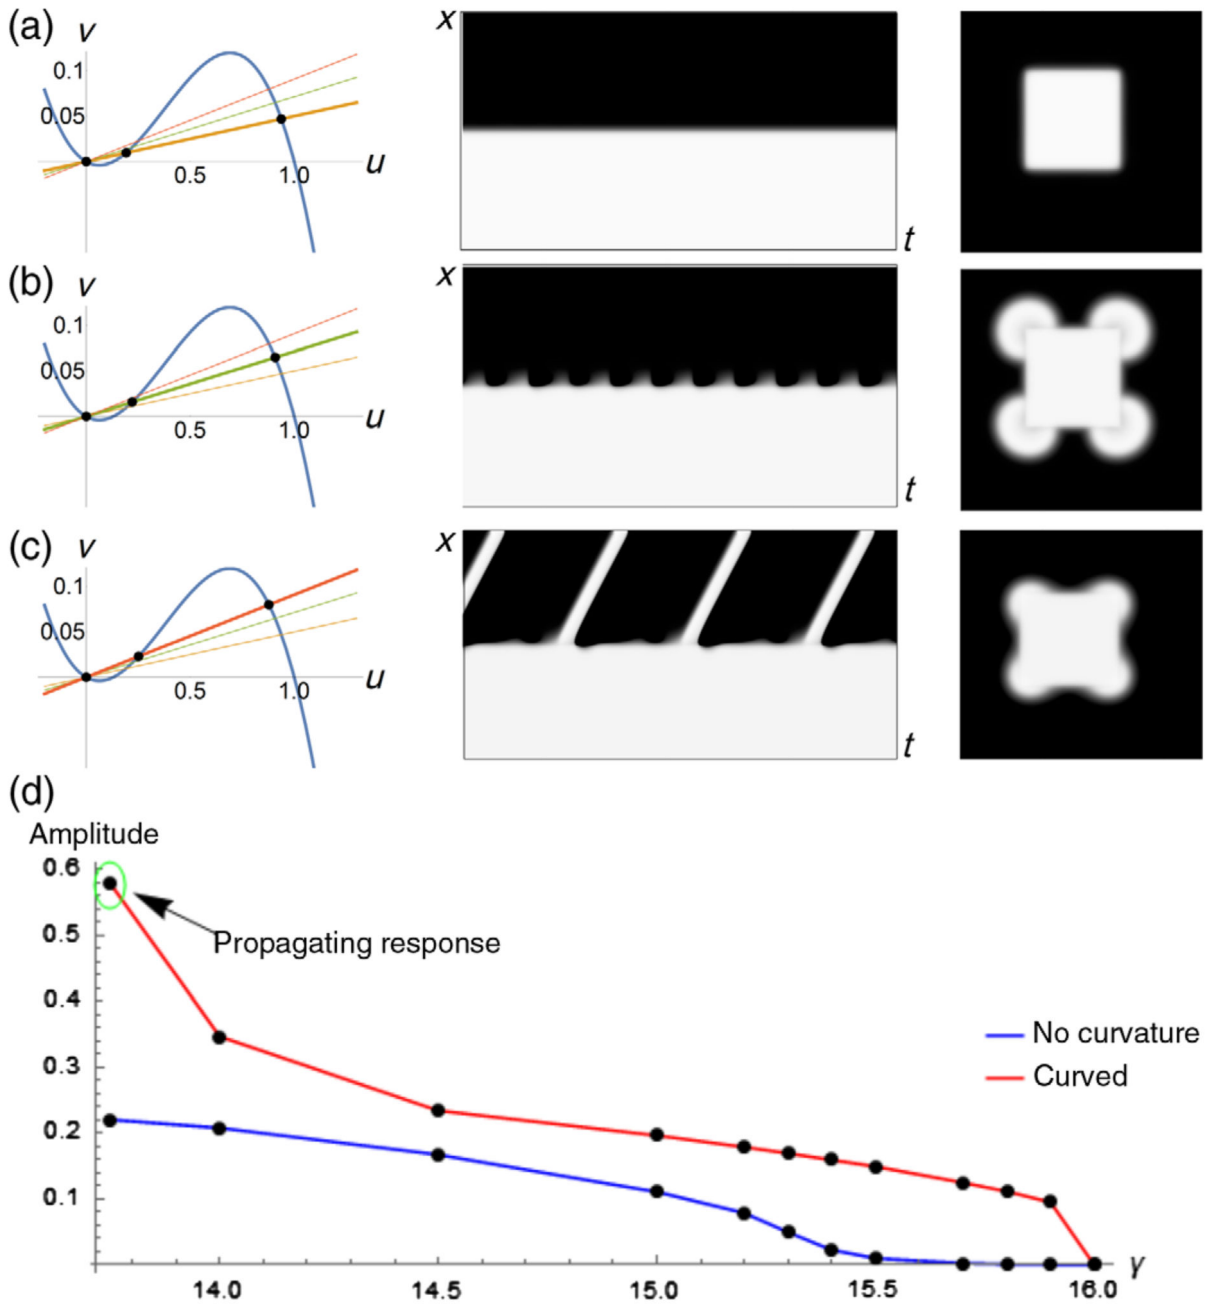 (a)
v
0.1
0.05
0.5
1.0
u
x
t
(b)
v
0.1
0.05
0.5
1.0
u
x
t
(c)
v
0.1
0.05
0.5
1.0
u
x
t
(d)
Amplitude
0.6
0.5
0.4
0.3
0.2
0.1
Propagating response
No curvature
Curved
14.0 14.5 15.0 15.5 16.0 γ